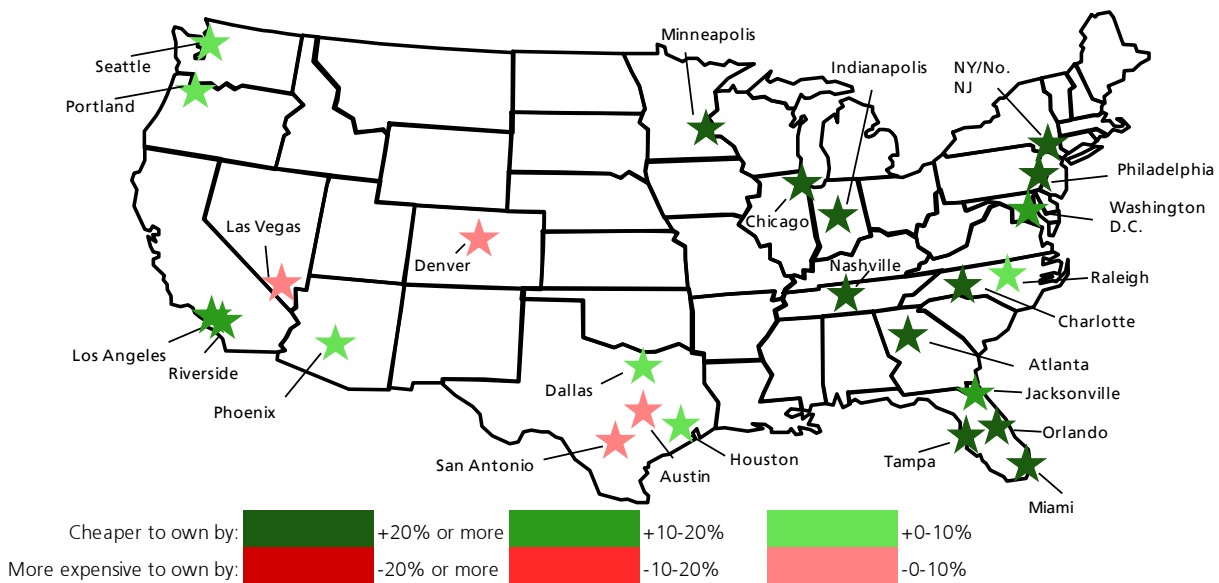 Minneapolis
Seattle
Indianapolis
NY/No.
NJ
Portland
Philadelphia
Washington
D.C.
Chicago
Las Vegas
Denver
Nashville
Raleigh
Charlotte
Los Angeles
Riverside
Atlanta
Dallas
Jacksonville
Phoenix
Orlando
San Antonio
Houston
Tampa
Austin
Miami
Cheaper to own by: +20% or more +10-20% +0-10%
More expensive to own by: -20% or more -10-20% -0-10%